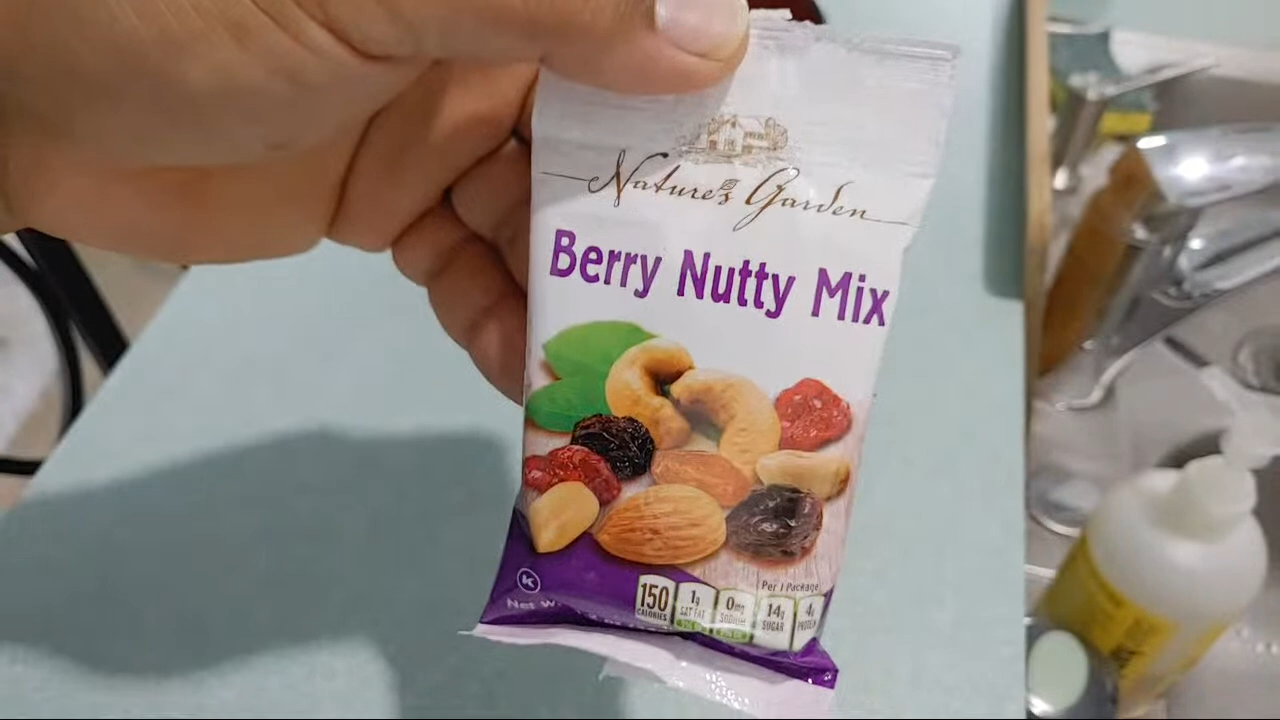 Nature's Garden
Berry Nutty Mix
Per 1 Package
150 CALORIES
1g SAT FAT
0mg SODIUM
14g SUGAR
4g PROTEIN
K
Net W